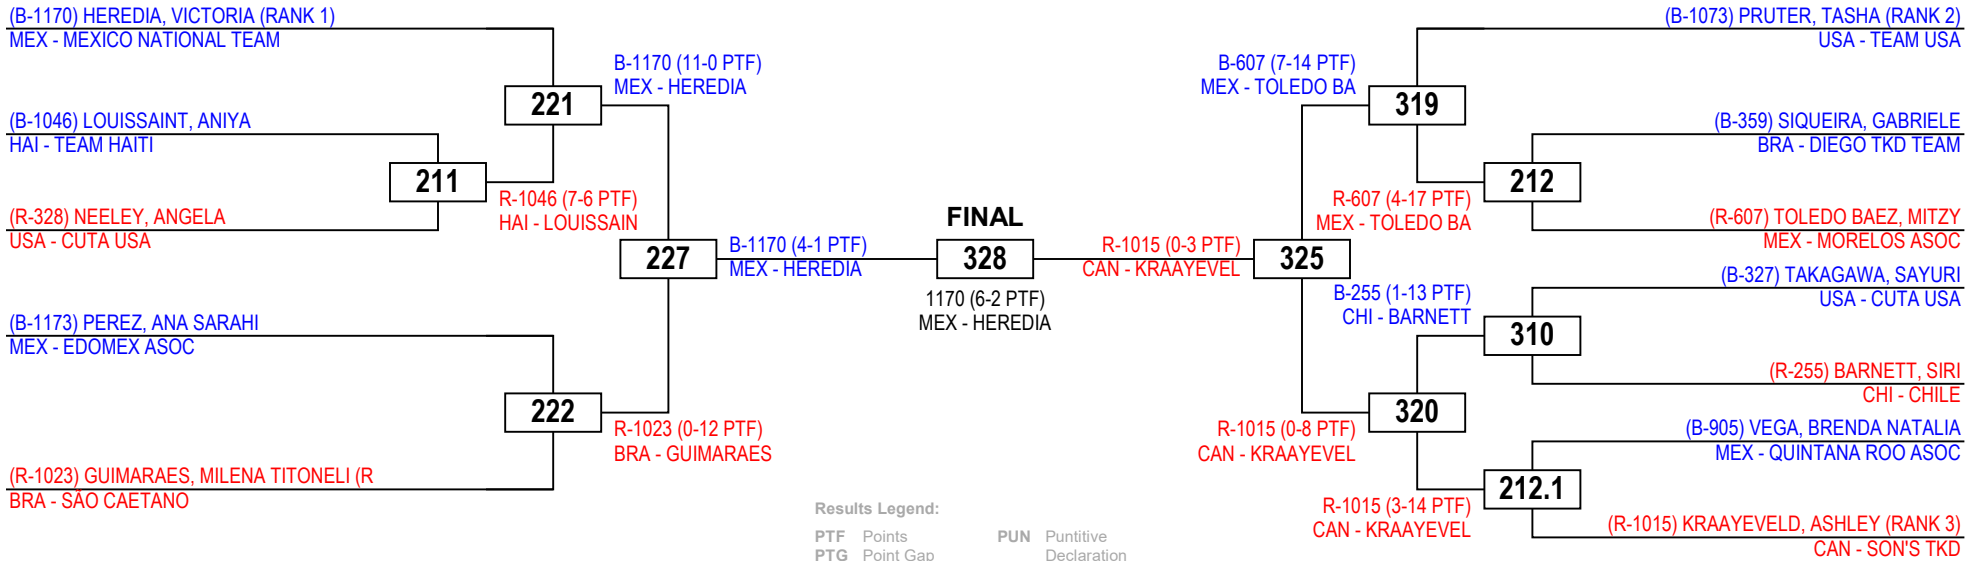 (B-1170) HEREDIA, VICTORIA (RANK 1)
MEX - MEXICO NATIONAL TEAM
B-1170 (11-0 PTF)
MEX - HEREDIA
221
(B-1046) LOUISSAINT, ANIYA
HAI - TEAM HAITI
211
R-1046 (7-6 PTF)
HAI - LOUISSAIN
(R-328) NEELEY, ANGELA
USA - CUTA USA
227
B-1170 (4-1 PTF)
MEX - HEREDIA
(B-1173) PEREZ, ANA SARAHI
MEX - EDOMEX ASOC
222
R-1023 (0-12 PTF)
BRA - GUIMARAES
(R-1023) GUIMARAES, MILENA TITONELI (R
BRA - SÃO CAETANO
FINAL
328
1170 (6-2 PTF)
MEX - HEREDIA
(B-1073) PRUTER, TASHA (RANK 2)
USA - TEAM USA
B-607 (7-14 PTF)
MEX - TOLEDO BA
319
(B-359) SIQUEIRA, GABRIELE
BRA - DIEGO TKD TEAM
212
R-607 (4-17 PTF)
MEX - TOLEDO BA
(R-607) TOLEDO BAEZ, MITZY
MEX - MORELOS ASOC
R-1015 (0-3 PTF)
CAN - KRAAYEVEL
325
(B-327) TAKAGAWA, SAYURI
USA - CUTA USA
B-255 (1-13 PTF)
CHI - BARNETT
310
(R-255) BARNETT, SIRI
CHI - CHILE
320
R-1015 (0-8 PTF)
CAN - KRAAYEVEL
(B-905) VEGA, BRENDA NATALIA
MEX - QUINTANA ROO ASOC
212.1
R-1015 (3-14 PTF)
CAN - KRAAYEVEL
(R-1015) KRAAYEVELD, ASHLEY (RANK 3)
CAN - SON'S TKD
Results Legend:
PTF Points
PTG Point Gap
PUN Puntitive
Declaration